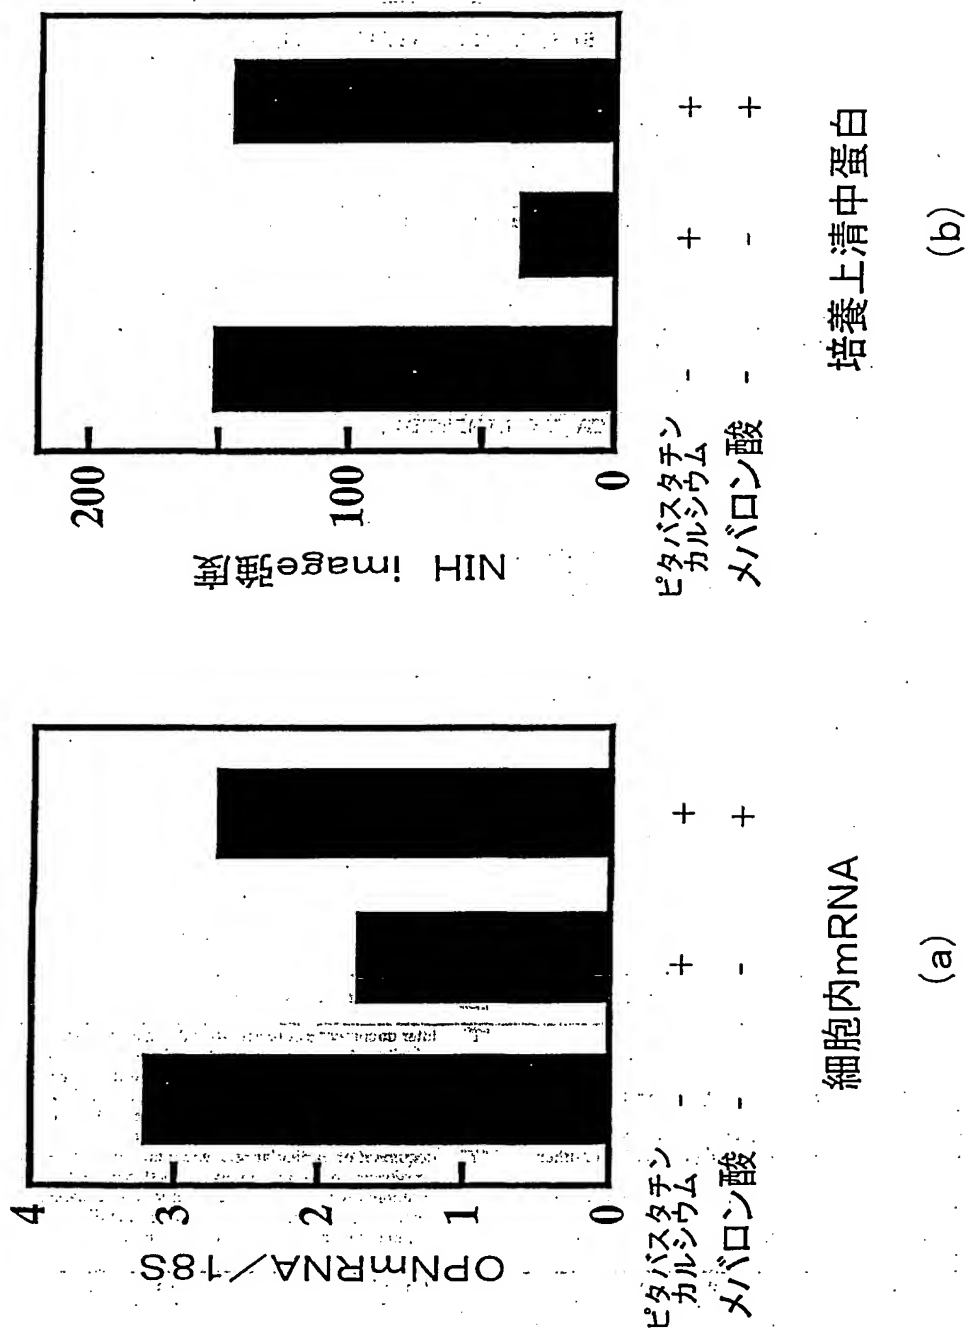 OPNmRNA/18S
4
3
2
1
0
ピタバスタチン
カルシウム
- + +
メバロン酸
- - +
細胞内mRNA
(a)
NIH image強度
200
100
0
ピタバスタチン
カルシウム
- + +
メバロン酸
- - +
培養上清中蛋白
(b)